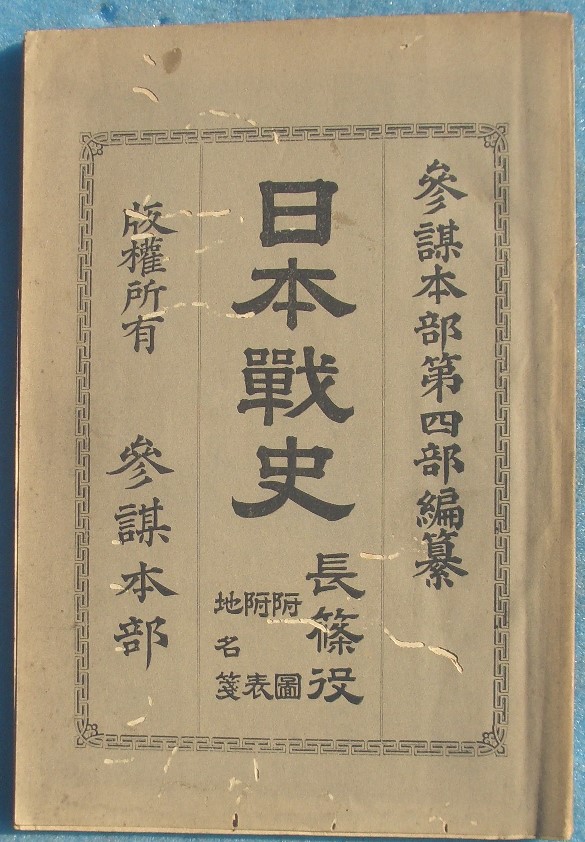 參謀本部第四部編纂
日本戰史
長篠役
附圖
附表
地名箋
版權所有　參謀本部